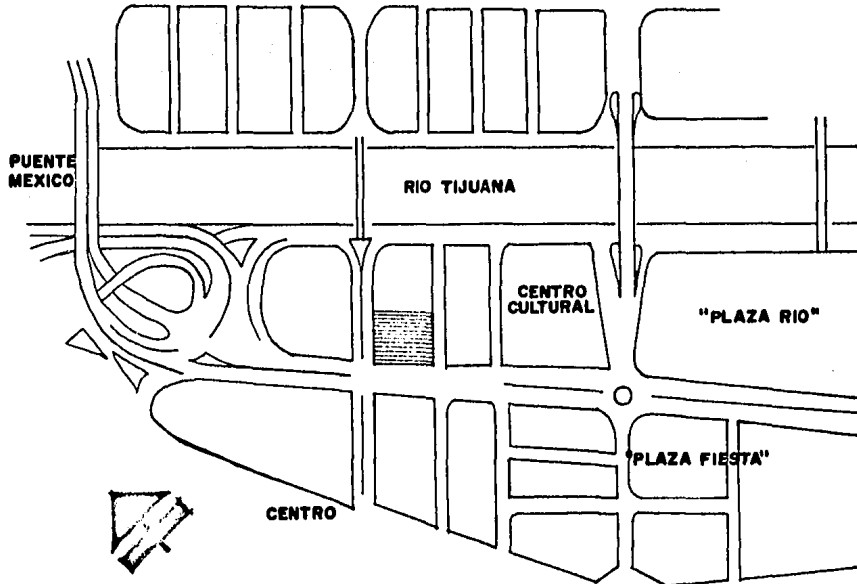 PUENTE
MEXICO
RIO TIJUANA
CENTRO
CULTURAL
"PLAZA RIO"
"PLAZA FIESTA"
CENTRO